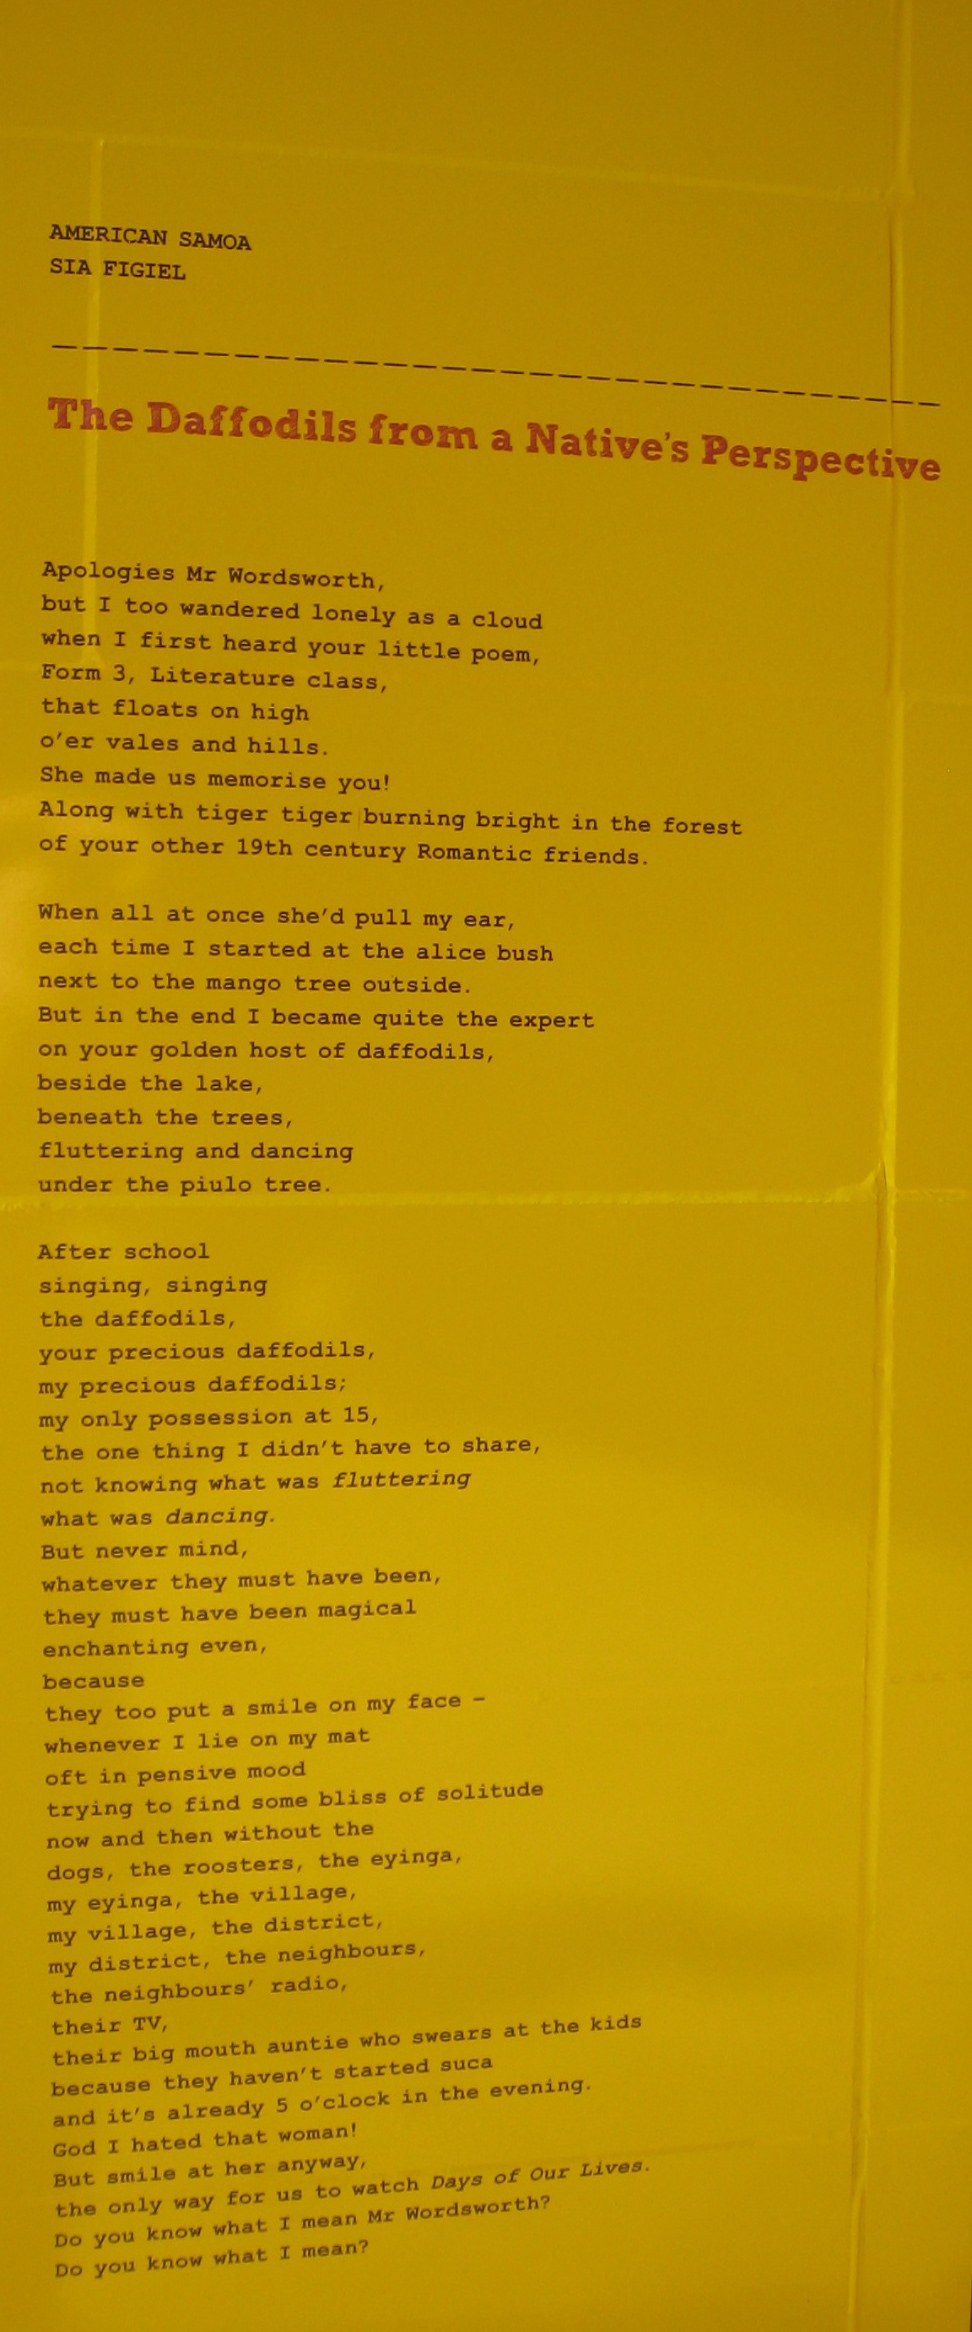 AMERICAN SAMOA
SIA FIGIEL
The Daffodils from a Native's Perspective
Apologies Mr Wordsworth,
but I too wandered lonely as a cloud
when I first heard your little poem,
Form 3, Literature class,
that floats on high
o'er vales and hills.
She made us memorise you!
Along with tiger tiger burning bright in the forest
of your other 19th century Romantic friends.
When all at once she'd pull my ear,
each time I started at the alice bush
next to the mango tree outside.
But in the end I became quite the expert
on your golden host of daffodils,
beside the lake,
beneath the trees,
fluttering and dancing
under the piulo tree.
After school
singing, singing
the daffodils,
your precious daffodils,
my precious daffodils;
my only possession at 15,
the one thing I didn't have to share,
not knowing what was fluttering
what was dancing.
But never mind,
whatever they must have been,
they must have been magical
enchanting even,
because
they too put a smile on my face –
whenever I lie on my mat
oft in pensive mood
trying to find some bliss of solitude
now and then without the
dogs, the roosters, the eyinga,
my eyinga, the village,
my village, the district,
my district, the neighbours,
the neighbours' radio,
their TV,
their big mouth auntie who swears at the kids
because they haven't started suca
and it's already 5 o'clock in the evening.
God I hated that woman!
But smile at her anyway,
the only way for us to watch Days of Our Lives.
Do you know what I mean Mr Wordsworth?
Do you know what I mean?